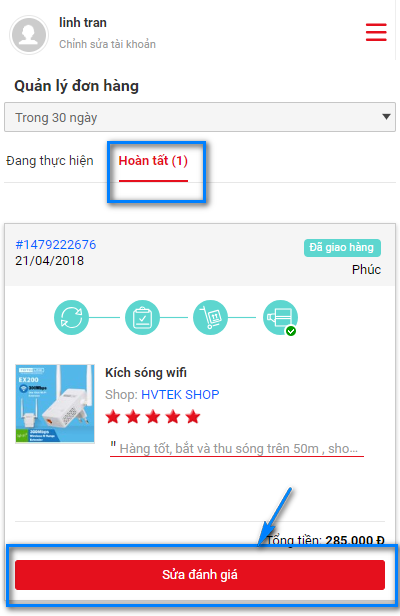 linh tran
Chỉnh sửa tài khoản
Quản lý đơn hàng
Trong 30 ngày
Đang thực hiện
Hoàn tất (1)
#1479222676
Đã giao hàng
21/04/2018
Phúc
Kích sóng wifi
EX200
300Mbps
Shop: HVTEK SHOP
" Hàng tốt, bắt và thu sóng trên 50m , sho...
Tổng tiền: 285.000 Đ
Sửa đánh giá